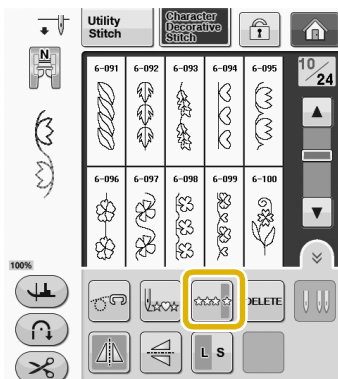 Utility
Stitch
Character
Decorative
Stitch
N
10/24
6-091 6-092 6-093 6-094 6-095
6-096 6-097 6-098 6-099 6-100
100%
DELETE
L S